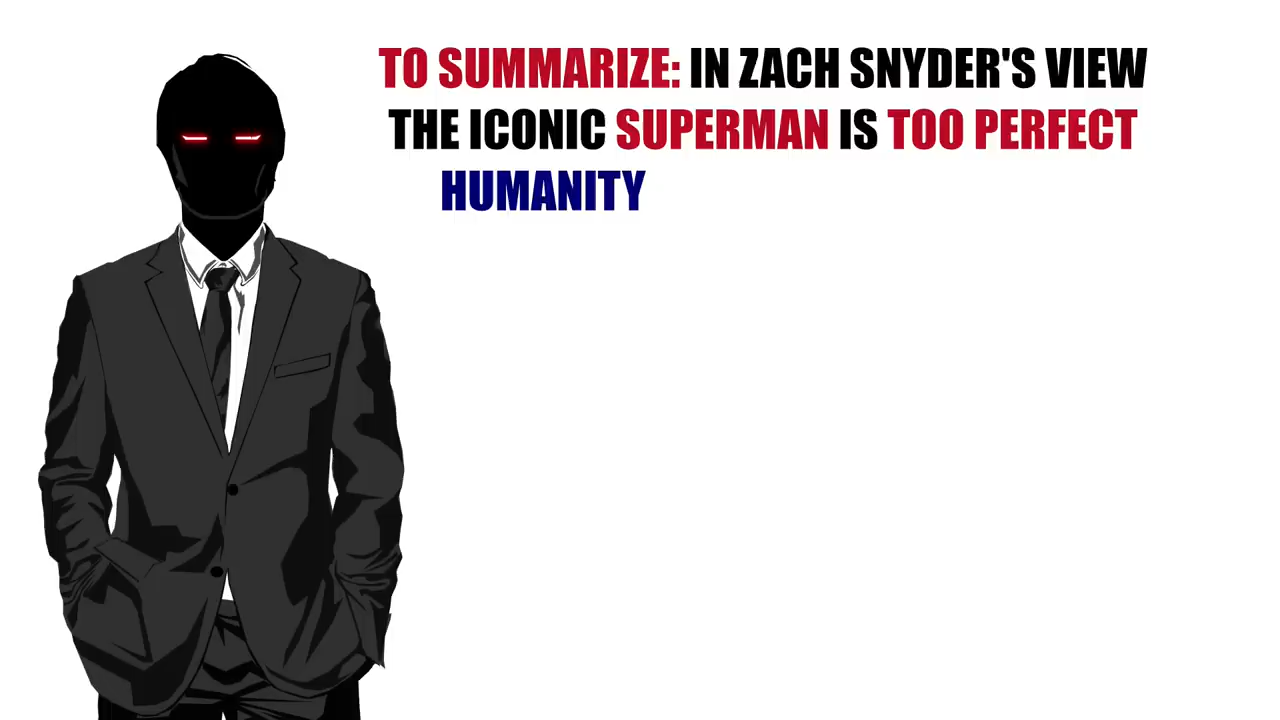 TO SUMMARIZE: IN ZACH SNYDER'S VIEW
THE ICONIC SUPERMAN IS TOO PERFECT
HUMANITY